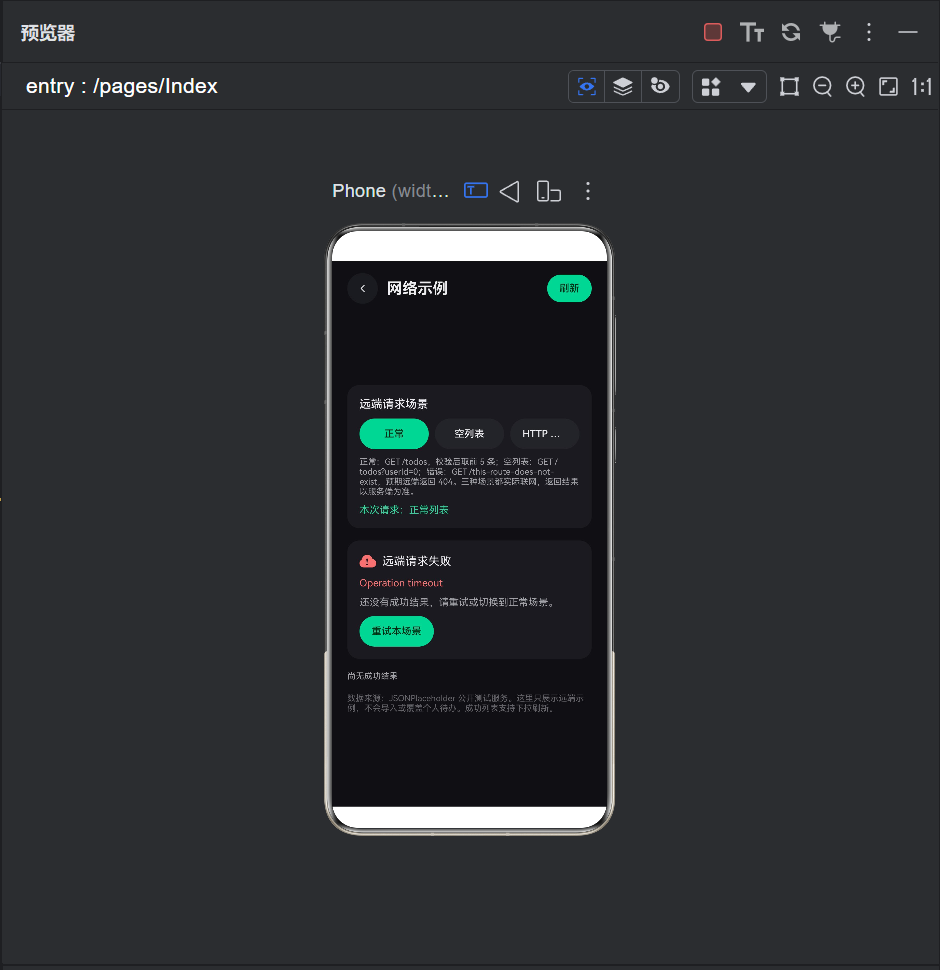 预览器
entry : /pages/Index
1:1
Phone (widt...
网络示例
刷新
远端请求场景
正常
空列表
HTTP ...
正常：GET /todos，校验后取前 5 条；空列表：GET /
todos?userId=0；错误：GET /this-route-does-not-
exist，预期远端返回 404。三种场景都实际联网，返回结果
以服务端为准。
本次请求：正常列表
远端请求失败
Operation timeout
还没有成功结果，请重试或切换到正常场景。
重试本场景
尚无成功结果
数据来源：JSONPlaceholder 公开测试服务。这里只展示远端示
例，不会导入或覆盖个人待办。成功列表支持下拉刷新。